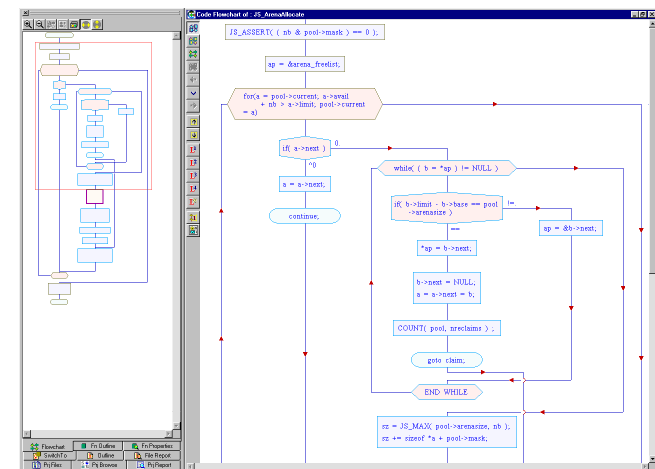 Code Flowchart of : JS_ArenaAllocate
JS_ASSERT( ( nb & pool->mask ) == 0 );
ap = &arena_freelist;
for(a = pool->current; a->avail
+ nb > a->limit; pool->current
= a)
if( a->next )
0.
^0
a = a->next;
continue;
while( ( b = *ap ) != NULL )
if( b->limit - b->base == pool
->arenasize )
!=.
==
ap = &b->next;
*ap = b->next;
b->next = NULL;
a = a->next = b;
COUNT( pool, nreclaims ) ;
goto claim;
END WHILE
sz = JS_MAX( pool->arenasize, nb );
sz += sizeof *a + pool->mask;
Flowchart
Fn Outline
Fn Properties
SwitchTo
Outline
File Report
Prj Files
Prj Browse
Prj Report